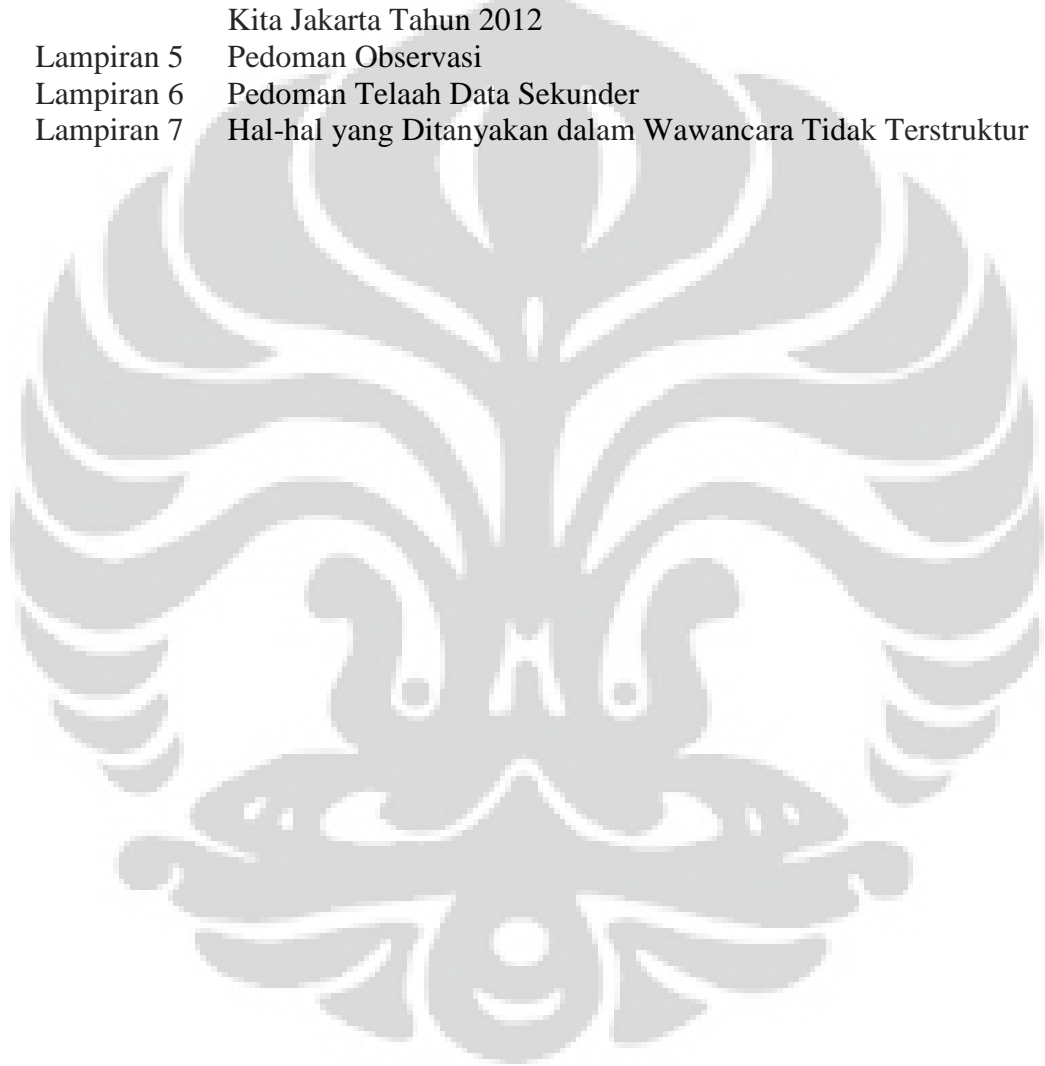 Kita Jakarta Tahun 2012
Lampiran 5 Pedoman Observasi
Lampiran 6 Pedoman Telaah Data Sekunder
Lampiran 7 Hal-hal yang Ditanyakan dalam Wawancara Tidak Terstruktur